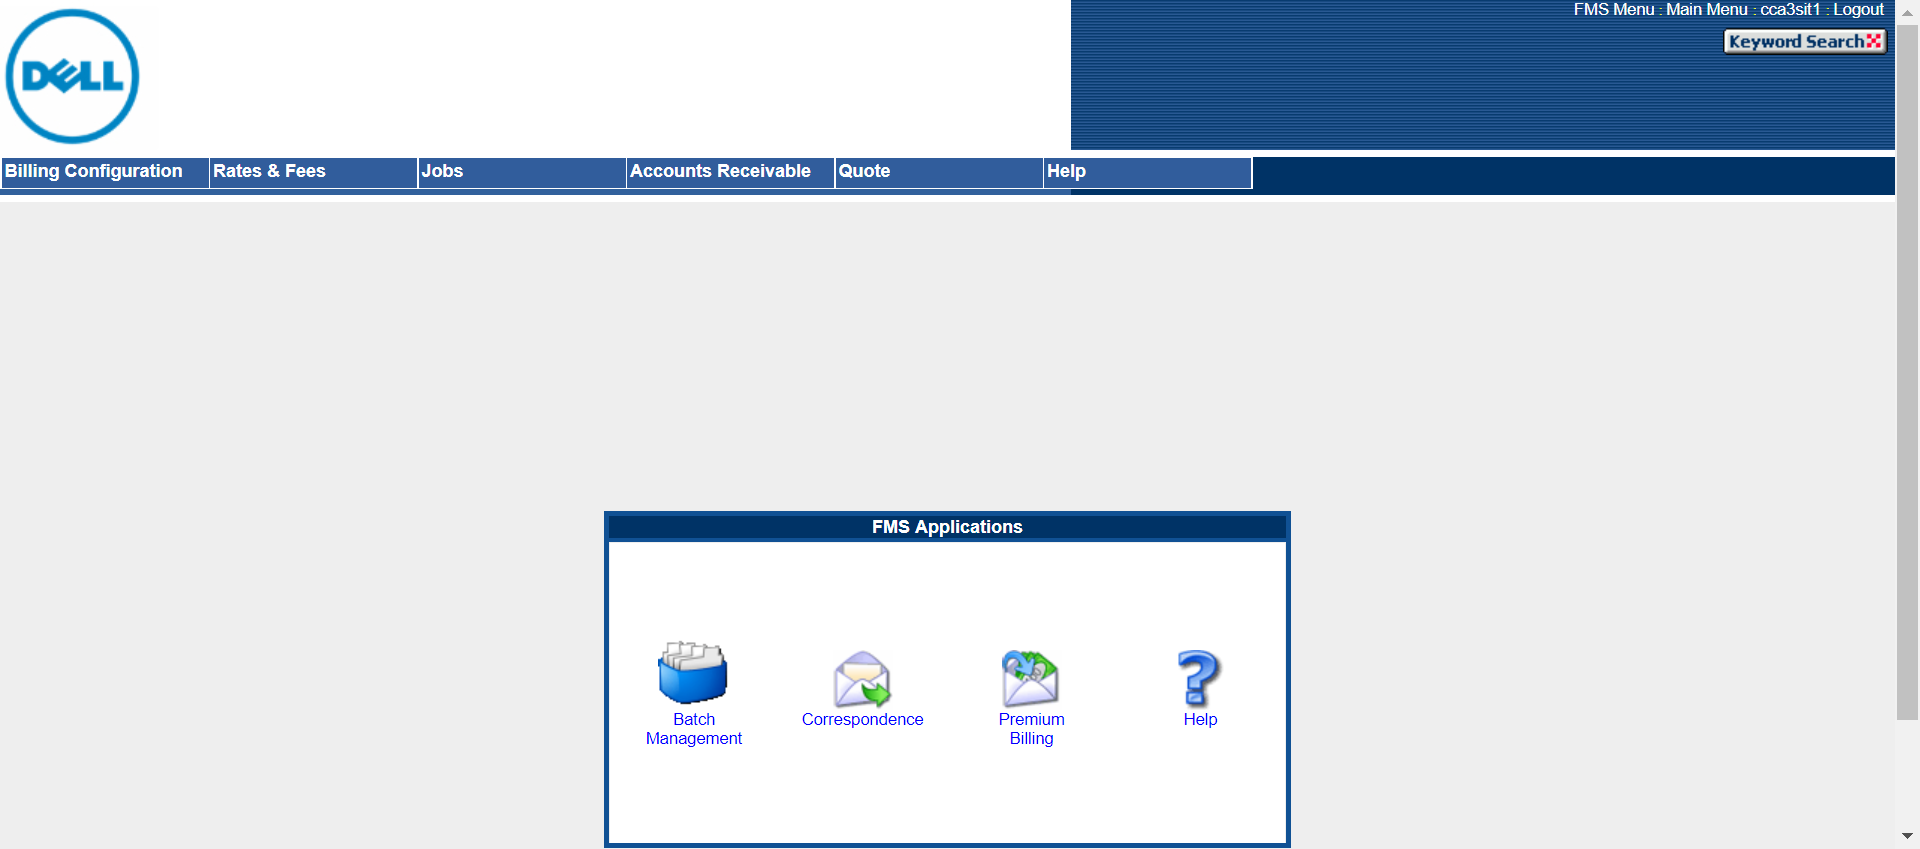 DELL
FMS Menu : Main Menu : cca3sit1 : Logout
Keyword Search
Billing Configuration
Rates & Fees
Jobs
Accounts Receivable
Quote
Help
FMS Applications
Batch
Management
Correspondence
Premium
Billing
Help